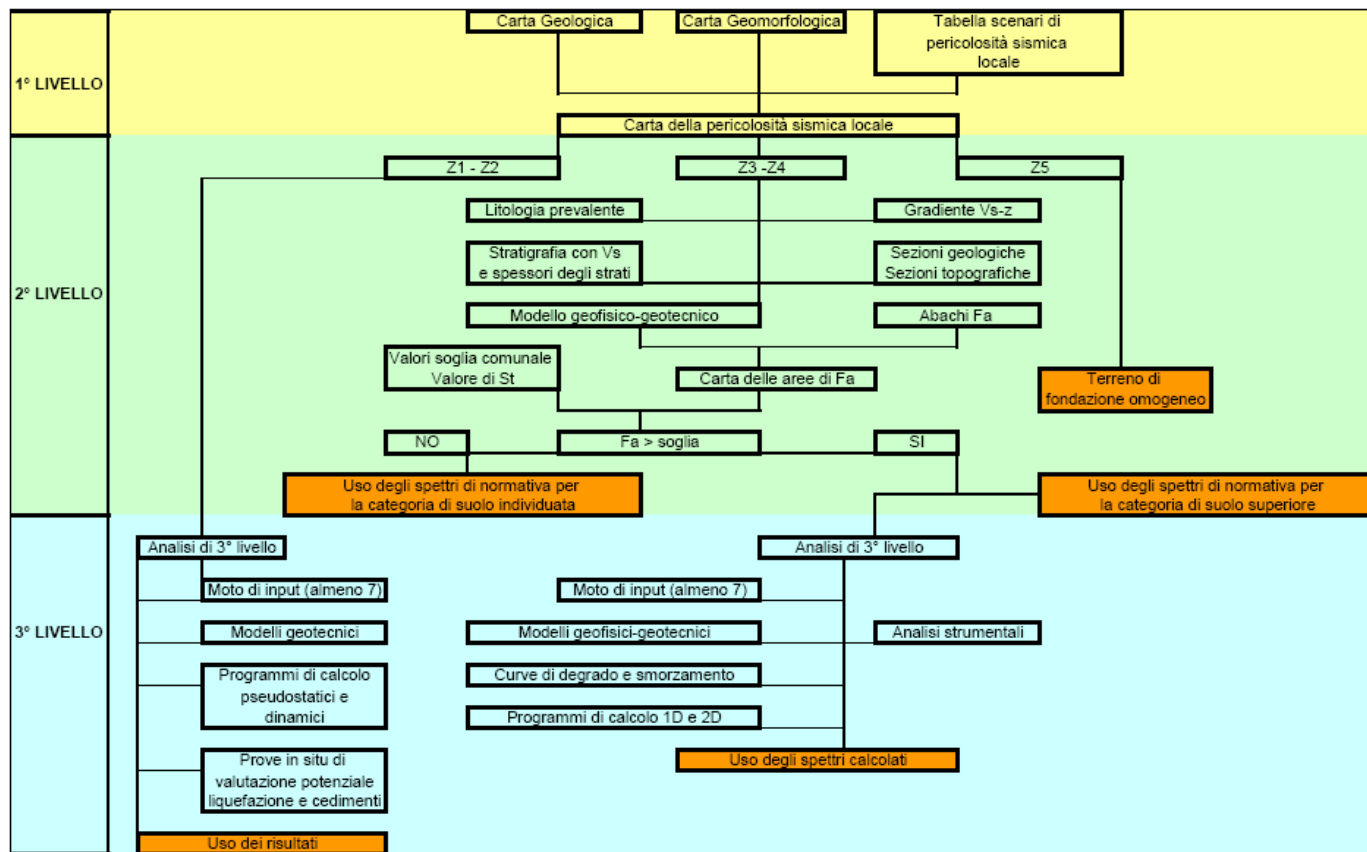 Carta Geologica
Carta Geomorfologica
Tabella scenari di
pericolosità sismica
locale
1° LIVELLO
Carta della pericolosità sismica locale
Z1 - Z2
Z3 -Z4
Z5
Litologia prevalente
Gradiente Vs-z
Stratigrafia con Vs
e spessori degli strati
Sezioni geologiche
Sezioni topografiche
2° LIVELLO
Modello geofisico-geotecnico
Abachi Fa
Valori soglia comunale
Valore di St
Carta delle aree di Fa
Terreno di
fondazione omogeneo
NO
Fa > soglia
SI
Uso degli spettri di normativa per
la categoria di suolo individuata
Uso degli spettri di normativa per
la categoria di suolo superiore
Analisi di 3° livello
Analisi di 3° livello
Moto di input (almeno 7)
Moto di input (almeno 7)
3° LIVELLO
Modelli geotecnici
Modelli geofisici-geotecnici
Analisi strumentali
Programmi di calcolo
pseudostatici e
dinamici
Curve di degrado e smorzamento
Programmi di calcolo 1D e 2D
Prove in situ di
valutazione potenziale
liquefazione e cedimenti
Uso degli spettri calcolati
Uso dei risultati